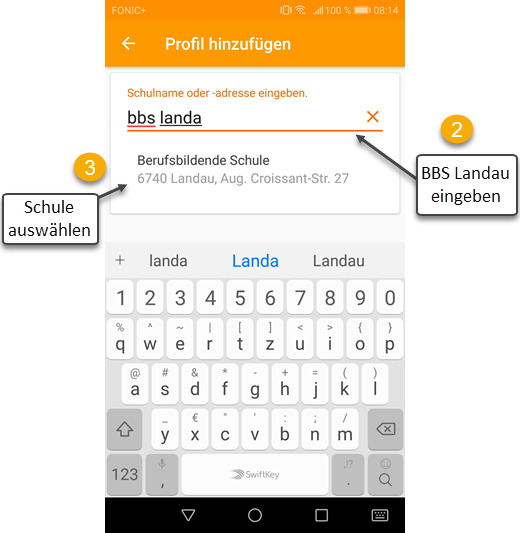 FONIC+ 100 % 08:14
Profil hinzufügen
Schulname oder -adresse eingeben.
bbs landa
2
BBS Landau
eingeben
3
Berufsbildende Schule
6740 Landau, Aug. Croissant-Str. 27
Schule
auswählen
+ landa Landa Landau
1 2 3 4 5 6 7 8 9 0
% ^ ~ | [ ] < > { }
q w e r t z u i o p
@ # & * - + = ( )
a s d f g h j k l
_ € " ' : ; /
y x c v b n m
123 , SwiftKey ,!? .